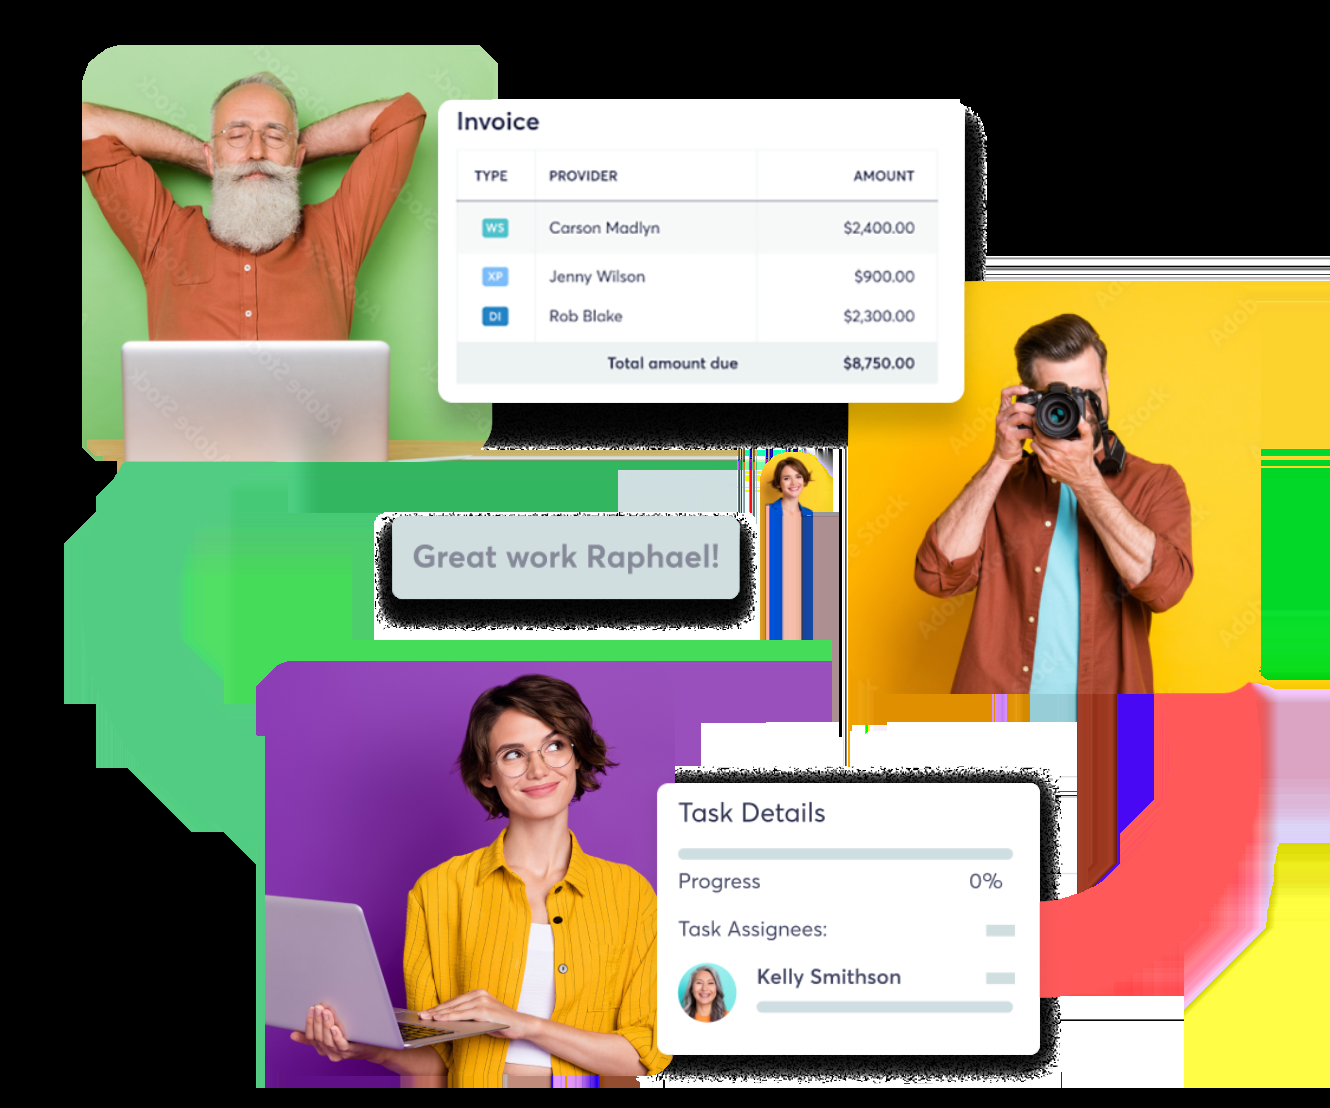 Invoice
TYPE PROVIDER AMOUNT
WS Carson Madlyn $2,400.00
XP Jenny Wilson $900.00
DI Rob Blake $2,300.00
Total amount due $8,750.00
Great work Raphael!
Task Details
Progress 0%
Task Assignees:
Kelly Smithson